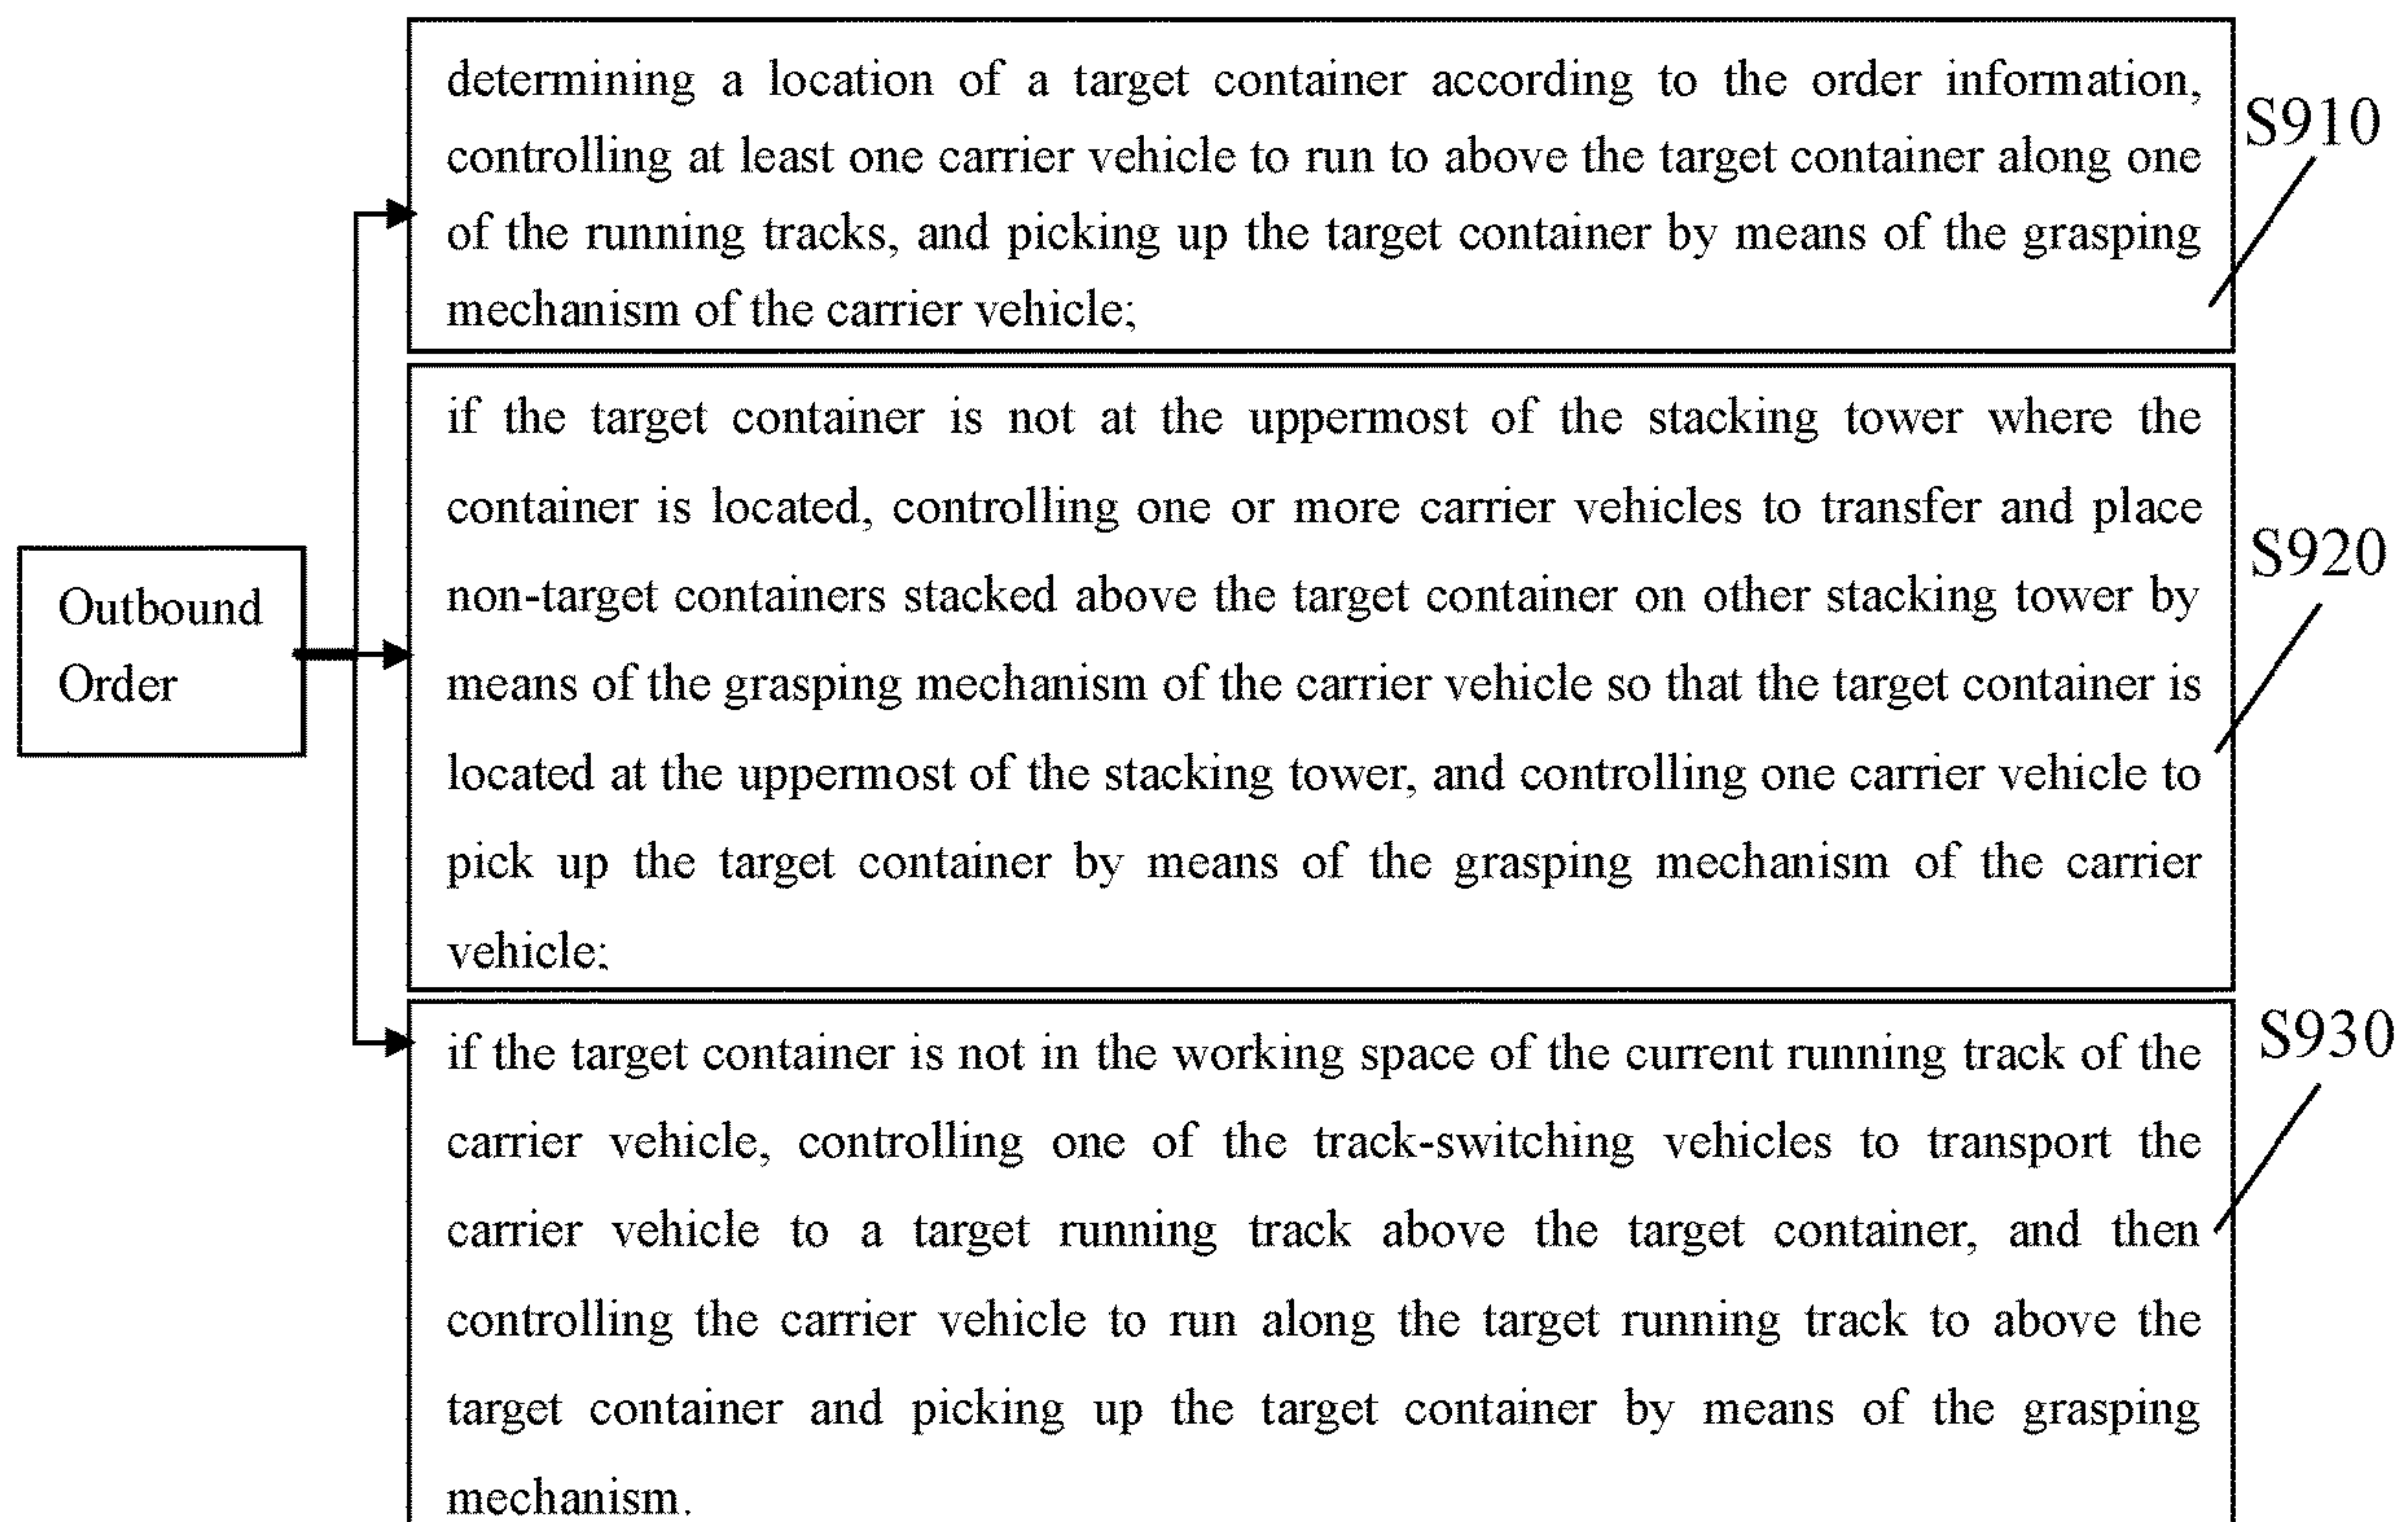 determining a location of a target container according to the order information,
controlling at least one carrier vehicle to run to above the target container along one
of the running tracks, and picking up the target container by means of the grasping
mechanism of the carrier vehicle;
S910
Outbound
Order
if the target container is not at the uppermost of the stacking tower where the
container is located, controlling one or more carrier vehicles to transfer and place
non-target containers stacked above the target container on other stacking tower by
means of the grasping mechanism of the carrier vehicle so that the target container is
located at the uppermost of the stacking tower, and controlling one carrier vehicle to
pick up the target container by means of the grasping mechanism of the carrier
vehicle;
S920
if the target container is not in the working space of the current running track of the
carrier vehicle, controlling one of the track-switching vehicles to transport the
carrier vehicle to a target running track above the target container, and then
controlling the carrier vehicle to run along the target running track to above the
target container and picking up the target container by means of the grasping
mechanism.
S930